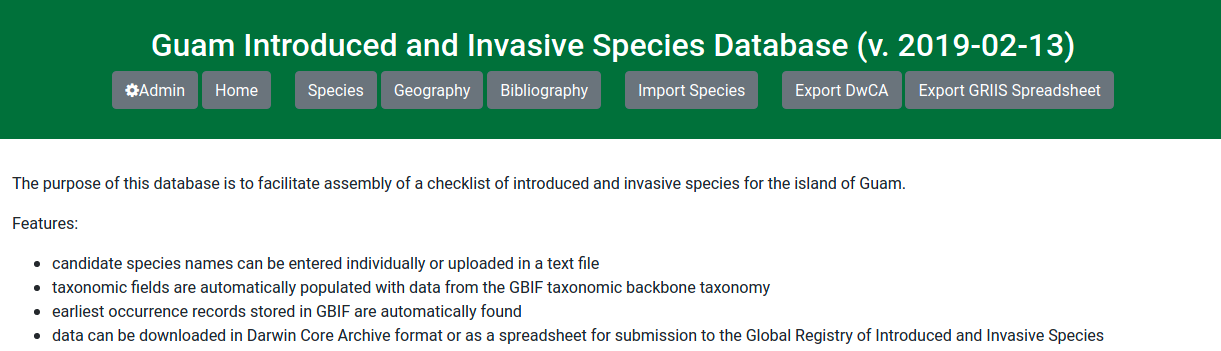 Guam Introduced and Invasive Species Database (v. 2019-02-13)
Admin Home Species Geography Bibliography Import Species Export DwCA Export GRIIS Spreadsheet
The purpose of this database is to facilitate assembly of a checklist of introduced and invasive species for the island of Guam.
Features:
• candidate species names can be entered individually or uploaded in a text file
• taxonomic fields are automatically populated with data from the GBIF taxonomic backbone taxonomy
• earliest occurrence records stored in GBIF are automatically found
• data can be downloaded in Darwin Core Archive format or as a spreadsheet for submission to the Global Registry of Introduced and Invasive Species